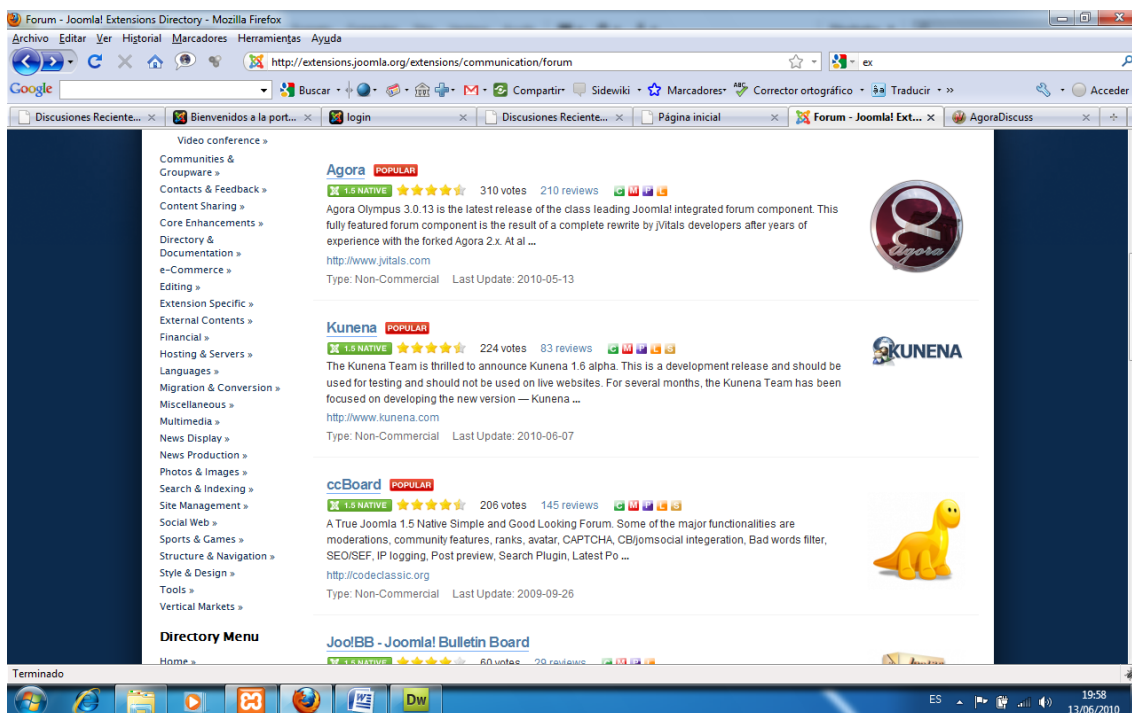 Forum - Joomla! Extensions Directory - Mozilla Firefox
Archivo Editar Ver Historial Marcadores Herramientas Ayuda
http://extensions.joomla.org/extensions/communication/forum
ex
Google
Buscar
Compartir
Sidewiki
Marcadores
Corrector ortográfico
Traducir
»
Acceder
Discusiones Reciente...
Bienvenidos a la port...
login
Discusiones Reciente...
Página inicial
Forum - Joomla! Ext...
AgoraDiscuss
Video conference »
Communities &
Groupware »
Contacts & Feedback »
Content Sharing »
Core Enhancements »
Directory &
Documentation »
e-Commerce »
Editing »
Extension Specific »
External Contents »
Financial »
Hosting & Servers »
Languages »
Migration & Conversion »
Miscellaneous »
Multimedia »
News Display »
News Production »
Photos & Images »
Search & Indexing »
Site Management »
Social Web »
Sports & Games »
Structure & Navigation »
Style & Design »
Tools »
Vertical Markets »
Directory Menu
Home »
Agora POPULAR
1.5 NATIVE 310 votes 210 reviews C M P L
Agora Olympus 3.0.13 is the latest release of the class leading Joomla! integrated forum component. This
fully featured forum component is the result of a complete rewrite by jVitals developers after years of
experience with the forked Agora 2.x. At al ...
http://www.jvitals.com
Type: Non-Commercial Last Update: 2010-05-13
Agora
Kunena POPULAR
1.5 NATIVE 224 votes 83 reviews C M P L S
The Kunena Team is thrilled to announce Kunena 1.6 alpha. This is a development release and should be
used for testing and should not be used on live websites. For several months, the Kunena Team has been
focused on developing the new version — Kunena ...
http://www.kunena.com
Type: Non-Commercial Last Update: 2010-06-07
KUNENA
ccBoard POPULAR
1.5 NATIVE 206 votes 145 reviews C M P L S
A True Joomla 1.5 Native Simple and Good Looking Forum. Some of the major functionalities are
moderations, community features, ranks, avatar, CAPTCHA, CB/jomsocial integeration, Bad words filter,
SEO/SEF, IP logging, Post preview, Search Plugin, Latest Po ...
http://codeclassic.org
Type: Non-Commercial Last Update: 2009-09-26
Joo!BB - Joomla! Bulletin Board
1.5 NATIVE 60 votes 29 reviews
Terminado
Dw
ES
19:58
13/06/2010